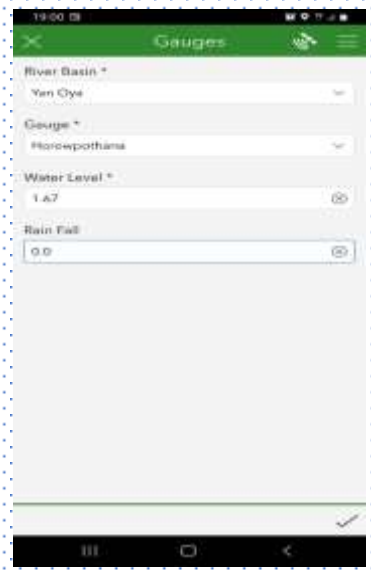 19:00
Gauges
River Basin *
Yan Oya
Gauge *
Horowpothana
Water Level *
1.67
Rain Fall
0.0